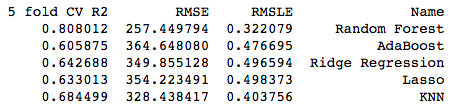 5 fold CV R2 RMSE RMSLE Name
0.808012 257.449794 0.322079 Random Forest
0.605875 364.648080 0.476695 AdaBoost
0.642688 349.855128 0.496594 Ridge Regression
0.633013 354.223491 0.498373 Lasso
0.684499 328.438417 0.403756 KNN